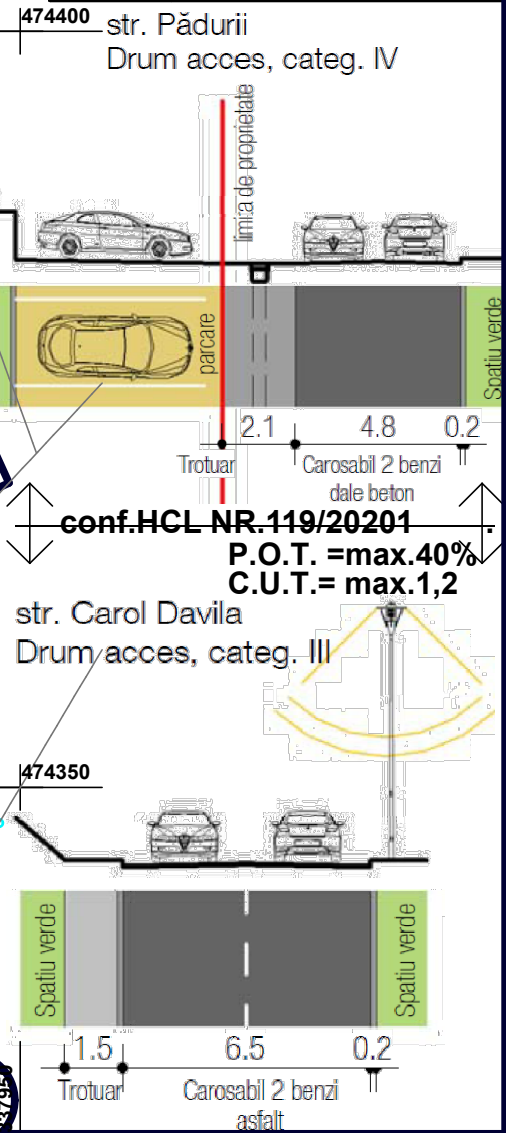 474400
str. Pădurii
Drum acces, categ. IV
limita de proprietate
parcare
Spatiu verde
2.1 4.8 0.2
Trotuar Carosabil 2 benzi
dale beton
conf.HCL NR.119/20201
P.O.T. =max.40%
C.U.T.= max.1,2
str. Carol Davila
Drum acces, categ. III
474350
Spatiu verde
Spatiu verde
1.5 6.5 0.2
Trotuar Carosabil 2 benzi
asfalt